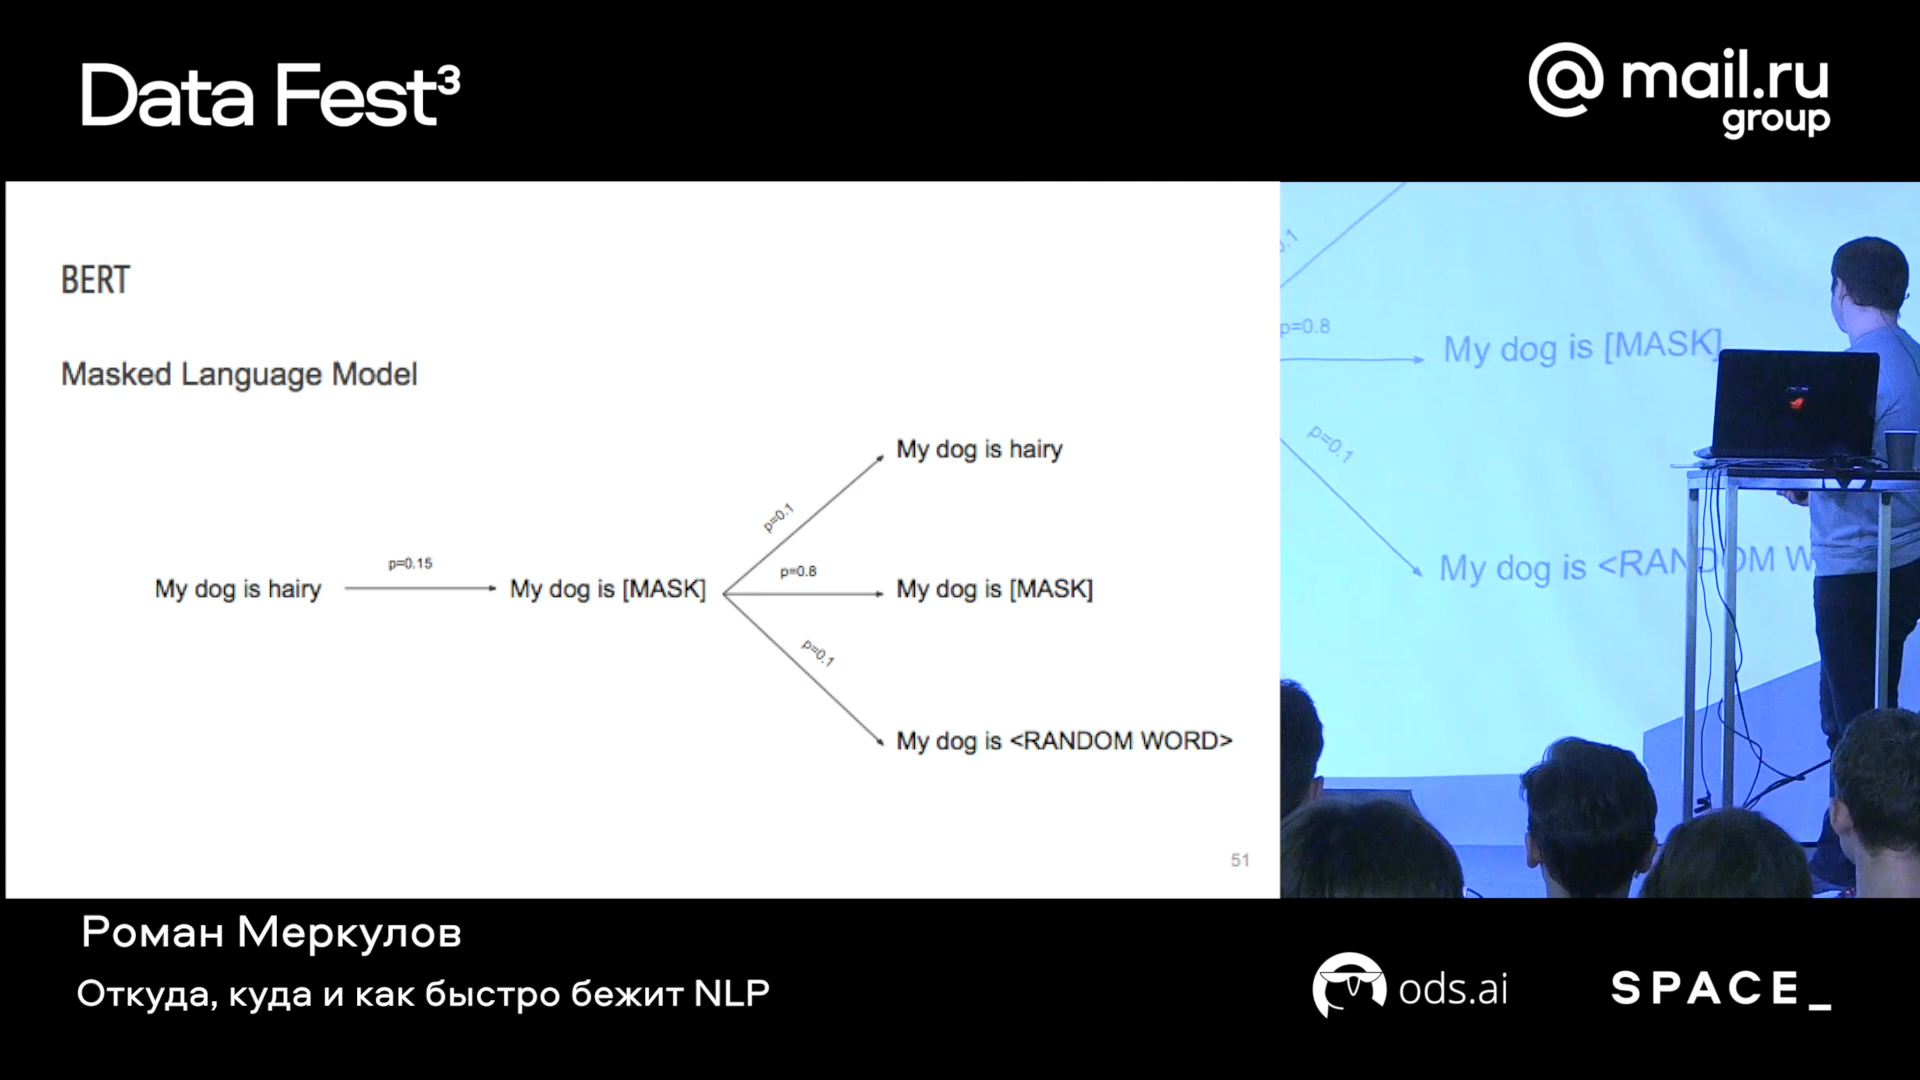 Data Fest³
@mail.ru
group
BERT
Masked Language Model
My dog is hairy
p=0.15
My dog is [MASK]
p=0.1
My dog is hairy
p=0.8
My dog is [MASK]
p=0.1
My dog is <RANDOM WORD>
51
p=0.8
My dog is [MASK]
p=0.1
My dog is <RANDOM W
Роман Меркулов
Откуда, куда и как быстро бежит NLP
ods.ai
SPACE_